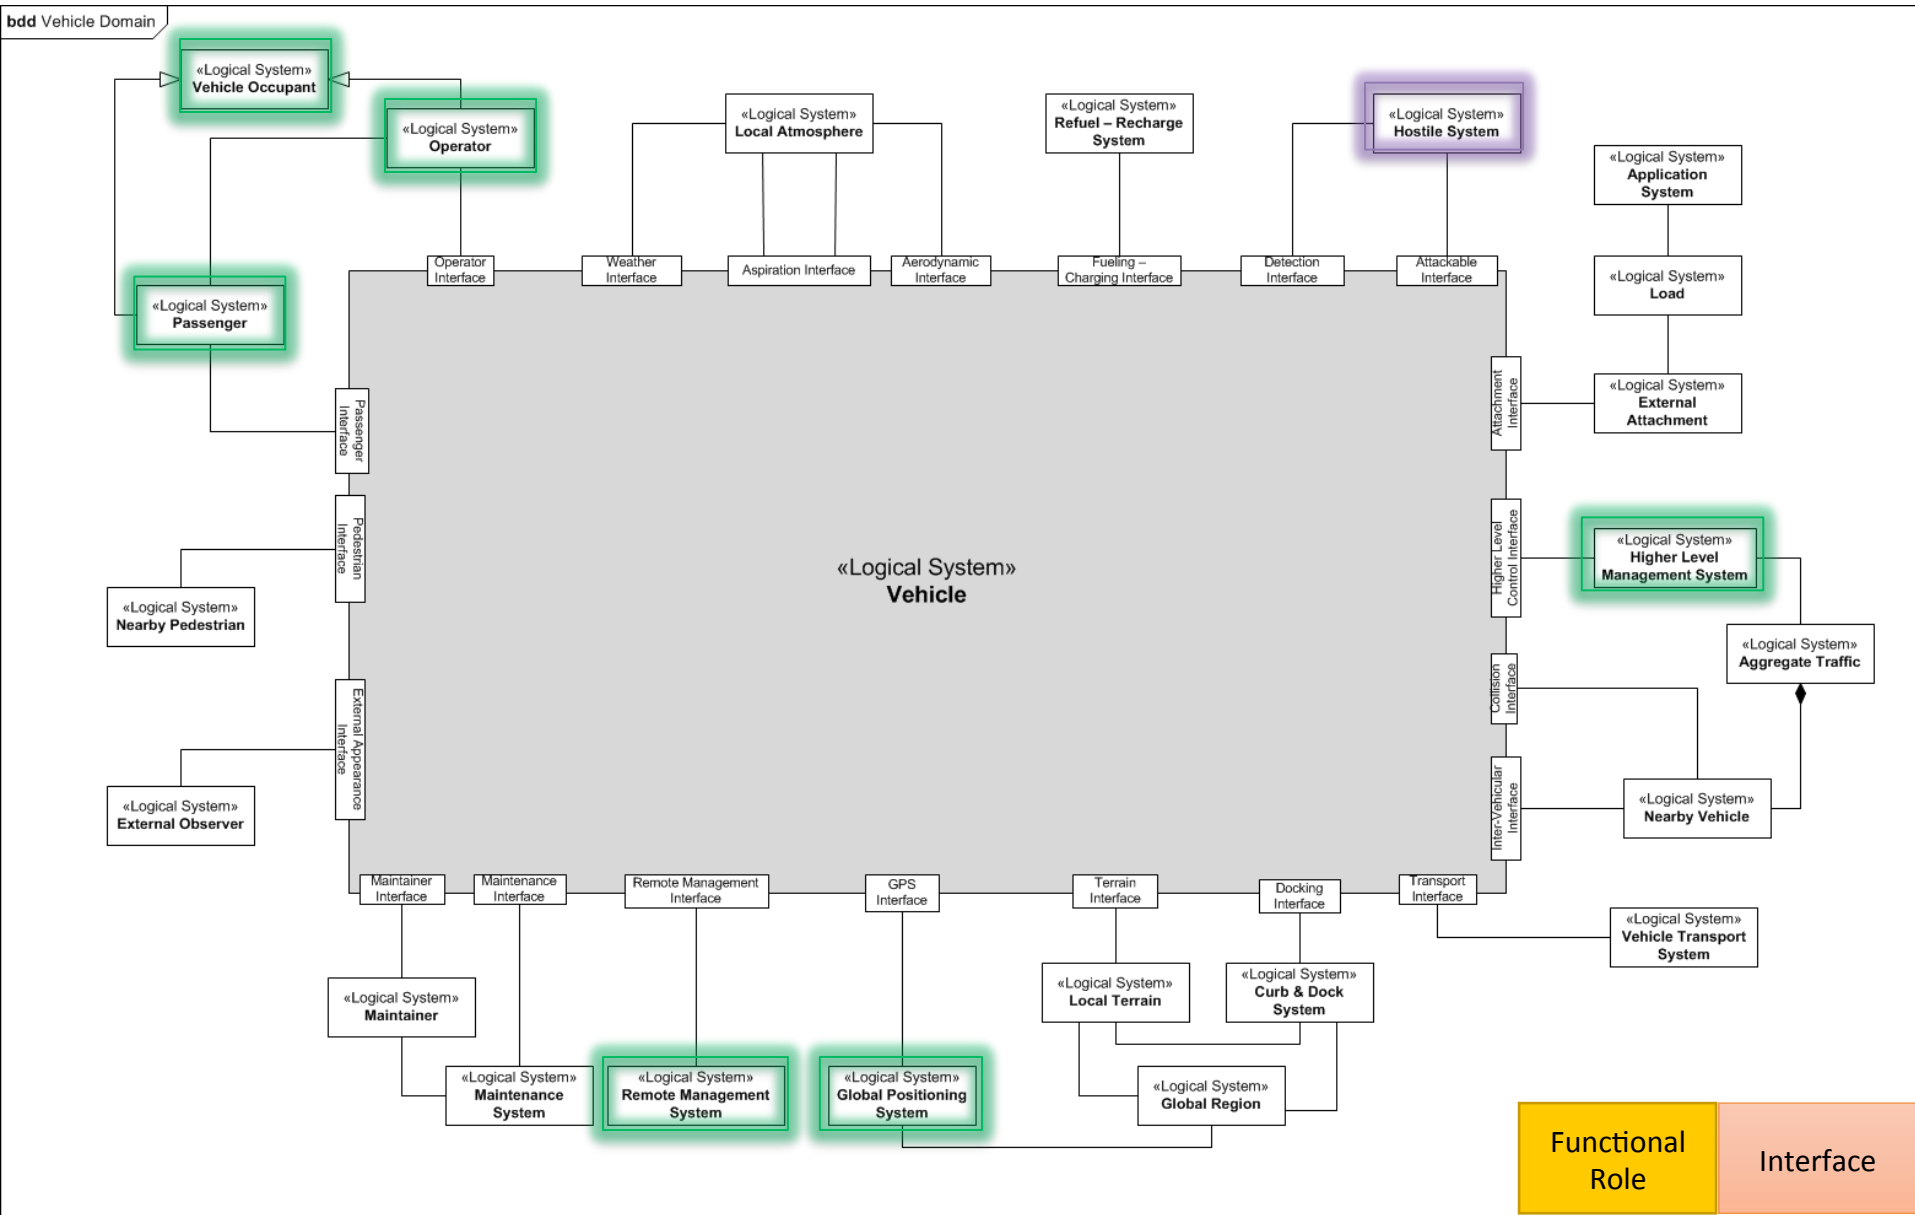 bdd Vehicle Domain
«Logical System»
Vehicle Occupant
«Logical System»
Operator
«Logical System»
Local Atmosphere
«Logical System»
Refuel – Recharge
System
«Logical System»
Hostile System
«Logical System»
Application
System
«Logical System»
Passenger
Operator
Interface
Weather
Interface
Aspiration Interface
Aerodynamic
Interface
Fueling –
Charging Interface
Detection
Interface
Attackable
Interface
«Logical System»
Load
Passenger
Interface
Attachment
Interface
«Logical System»
External
Attachment
Pedestrian
Interface
«Logical System»
Vehicle
Higher Level
Control Interface
«Logical System»
Higher Level
Management System
«Logical System»
Nearby Pedestrian
«Logical System»
Aggregate Traffic
External Appearance
Interface
Collision
Interface
«Logical System»
External Observer
Inter-Vehicular
Interface
«Logical System»
Nearby Vehicle
Maintainer
Interface
Maintenance
Interface
Remote Management
Interface
GPS
Interface
Terrain
Interface
Docking
Interface
Transport
Interface
«Logical System»
Vehicle Transport
System
«Logical System»
Maintainer
«Logical System»
Local Terrain
«Logical System»
Curb & Dock
System
«Logical System»
Maintenance
System
«Logical System»
Remote Management
System
«Logical System»
Global Positioning
System
«Logical System»
Global Region
Functional
Role
Interface